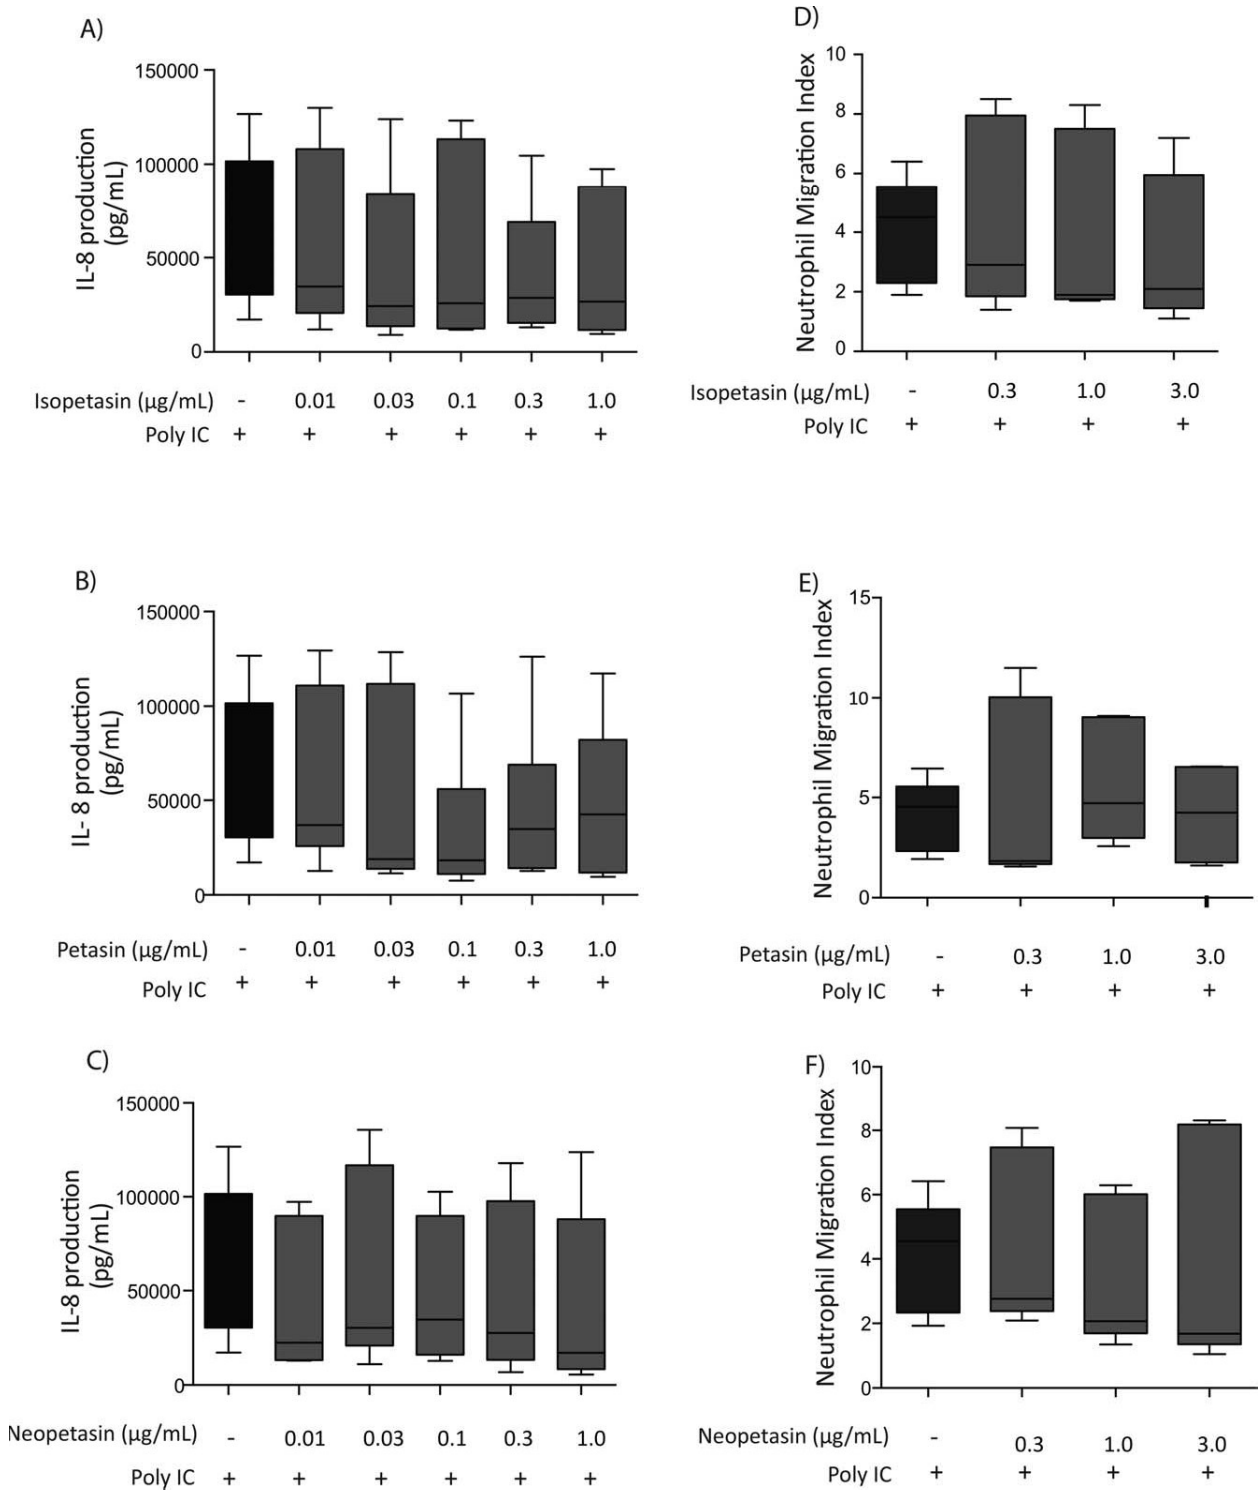 A)
IL-8 production
(pg/mL)
150000
100000
50000
0
Isopetasin (µg/mL) - 0.01 0.03 0.1 0.3 1.0
Poly IC + + + + + +
D)
Neutrophil Migration Index
10
8
6
4
2
0
Isopetasin (µg/mL) - 0.3 1.0 3.0
Poly IC + + + +
B)
IL- 8 production
(pg/mL)
150000
100000
50000
0
Petasin (µg/mL) - 0.01 0.03 0.1 0.3 1.0
Poly IC + + + + + +
E)
Neutrophil Migration Index
15
10
5
0
Petasin (µg/mL) - 0.3 1.0 3.0
Poly IC + + + +
C)
IL-8 production
(pg/mL)
150000
100000
50000
0
Neopetasin (µg/mL) - 0.01 0.03 0.1 0.3 1.0
Poly IC + + + + + +
F)
Neutrophil Migration Index
10
8
6
4
2
0
Neopetasin (µg/mL) - 0.3 1.0 3.0
Poly IC + + + +